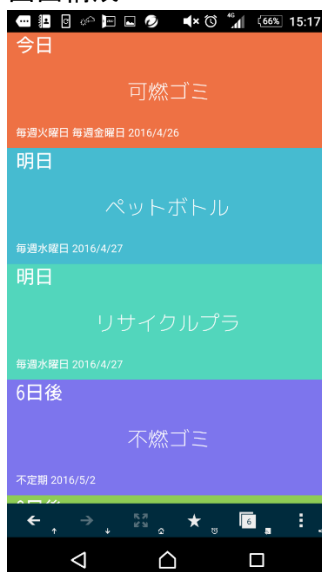 4G
66% 15:17
今日
可燃ゴミ
毎週火曜日 毎週金曜日 2016/4/26
明日
ペットボトル
毎週水曜日 2016/4/27
明日
リサイクルプラ
毎週水曜日 2016/4/27
6日後
不燃ゴミ
不定期 2016/5/2
6